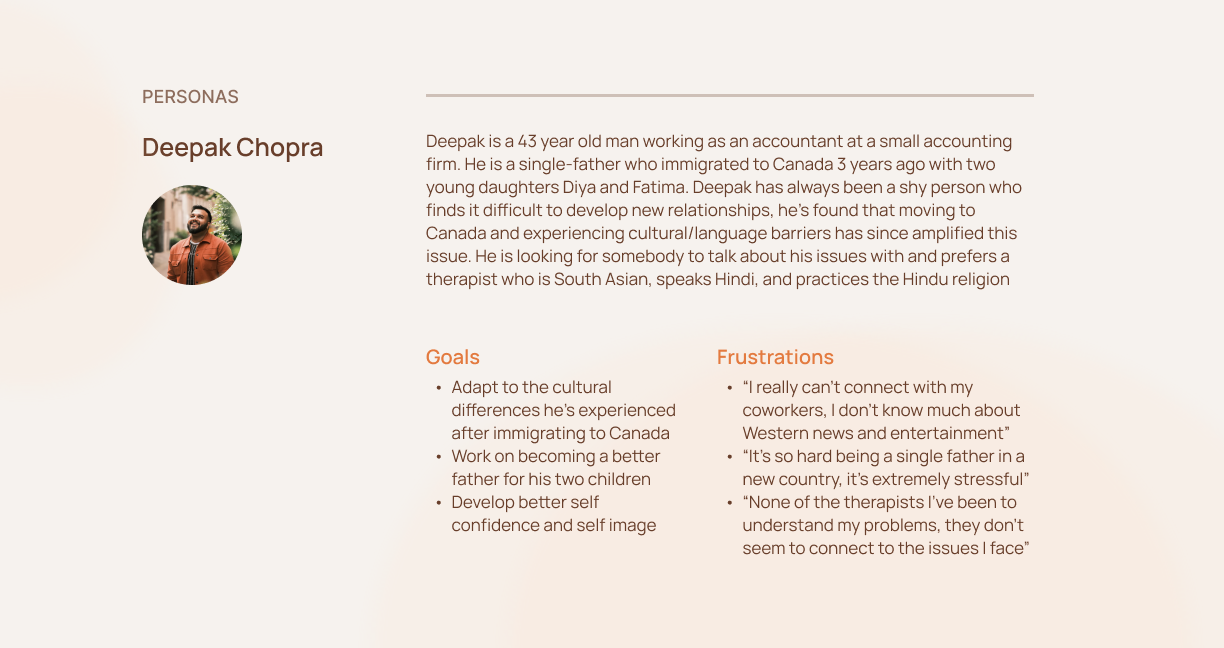 PERSONAS
Deepak Chopra
Deepak is a 43 year old man working as an accountant at a small accounting
firm. He is a single-father who immigrated to Canada 3 years ago with two
young daughters Diya and Fatima. Deepak has always been a shy person who
finds it difficult to develop new relationships, he's found that moving to
Canada and experiencing cultural/language barriers has since amplified this
issue. He is looking for somebody to talk about his issues with and prefers a
therapist who is South Asian, speaks Hindi, and practices the Hindu religion
Goals
• Adapt to the cultural
differences he's experienced
after immigrating to Canada
• Work on becoming a better
father for his two children
• Develop better self
confidence and self image
Frustrations
• “I really can't connect with my
coworkers, I don't know much about
Western news and entertainment”
• “It's so hard being a single father in a
new country, it's extremely stressful”
• “None of the therapists I've been to
understand my problems, they don't
seem to connect to the issues I face”